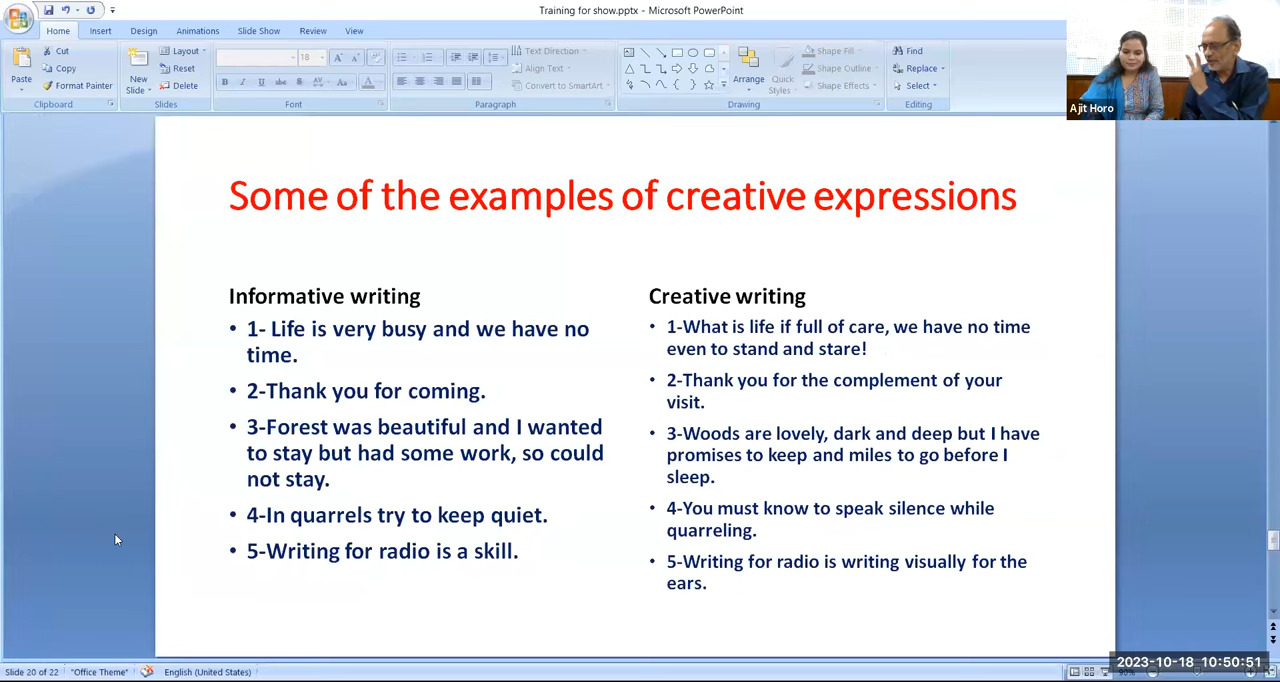 Training for show.pptx - Microsoft PowerPoint
Home
Insert
Design
Animations
Slide Show
Review
View
Paste
Cut
Copy
Format Painter
Clipboard
New
Slide
Layout
Reset
Delete
Slides
18
B I U abc AV Aa A
Font
Paragraph
Text Direction
Align Text
Convert to SmartArt
Arrange
Quick
Styles
Shape Fill
Shape Outline
Shape Effects
Drawing
Find
Replace
Select
Editing
Ajit Horo
Some of the examples of creative expressions
Informative writing
• 1- Life is very busy and we have no
time.
• 2-Thank you for coming.
• 3-Forest was beautiful and I wanted
to stay but had some work, so could
not stay.
• 4-In quarrels try to keep quiet.
• 5-Writing for radio is a skill.
Creative writing
• 1-What is life if full of care, we have no time
even to stand and stare!
• 2-Thank you for the complement of your
visit.
• 3-Woods are lovely, dark and deep but I have
promises to keep and miles to go before I
sleep.
• 4-You must know to speak silence while
quarreling.
• 5-Writing for radio is writing visually for the
ears.
Slide 20 of 22
"Office Theme"
English (United States)
90%
2023-10-18 10:50:51